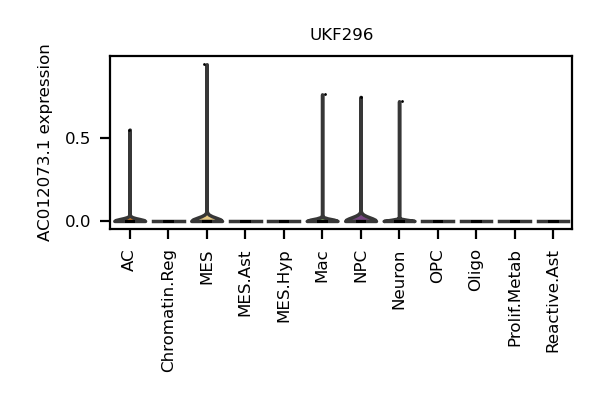 UKF296
AC012073.1 expression
0.5
0.0
AC
Chromatin.Reg
MES
MES.Ast
MES.Hyp
Mac
NPC
Neuron
OPC
Oligo
Prolif.Metab
Reactive.Ast